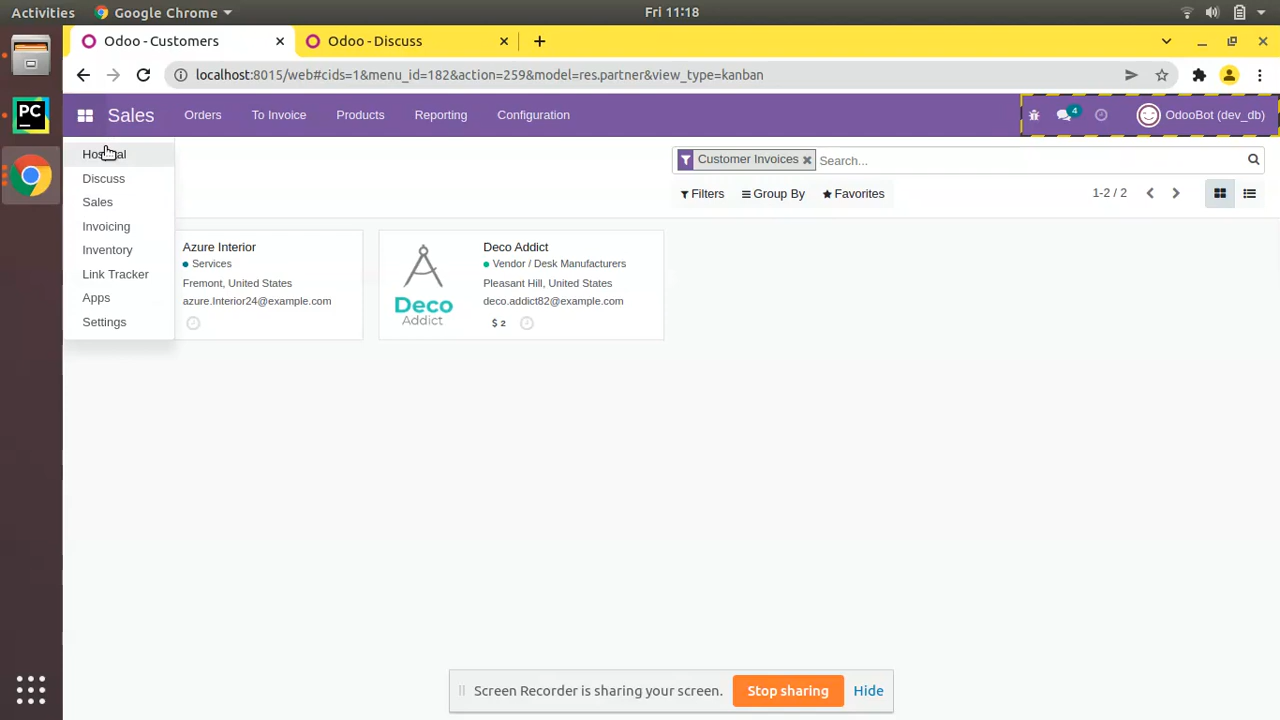 Activities
Google Chrome
Fri 11:18
Odoo - Customers
Odoo - Discuss
localhost:8015/web#cids=1&menu_id=182&action=259&model=res.partner&view_type=kanban
Sales
Orders
To Invoice
Products
Reporting
Configuration
4
OdooBot (dev_db)
Discuss
Sales
Invoicing
Inventory
Link Tracker
Apps
Settings
Customer Invoices
Search...
Filters
Group By
Favorites
1-2 / 2
Azure Interior
Services
Fremont, United States
azure.Interior24@example.com
Deco Addict
Vendor / Desk Manufacturers
Pleasant Hill, United States
deco.addict82@example.com
$ 2
Deco
Addict
PC
Screen Recorder is sharing your screen.
Stop sharing
Hide